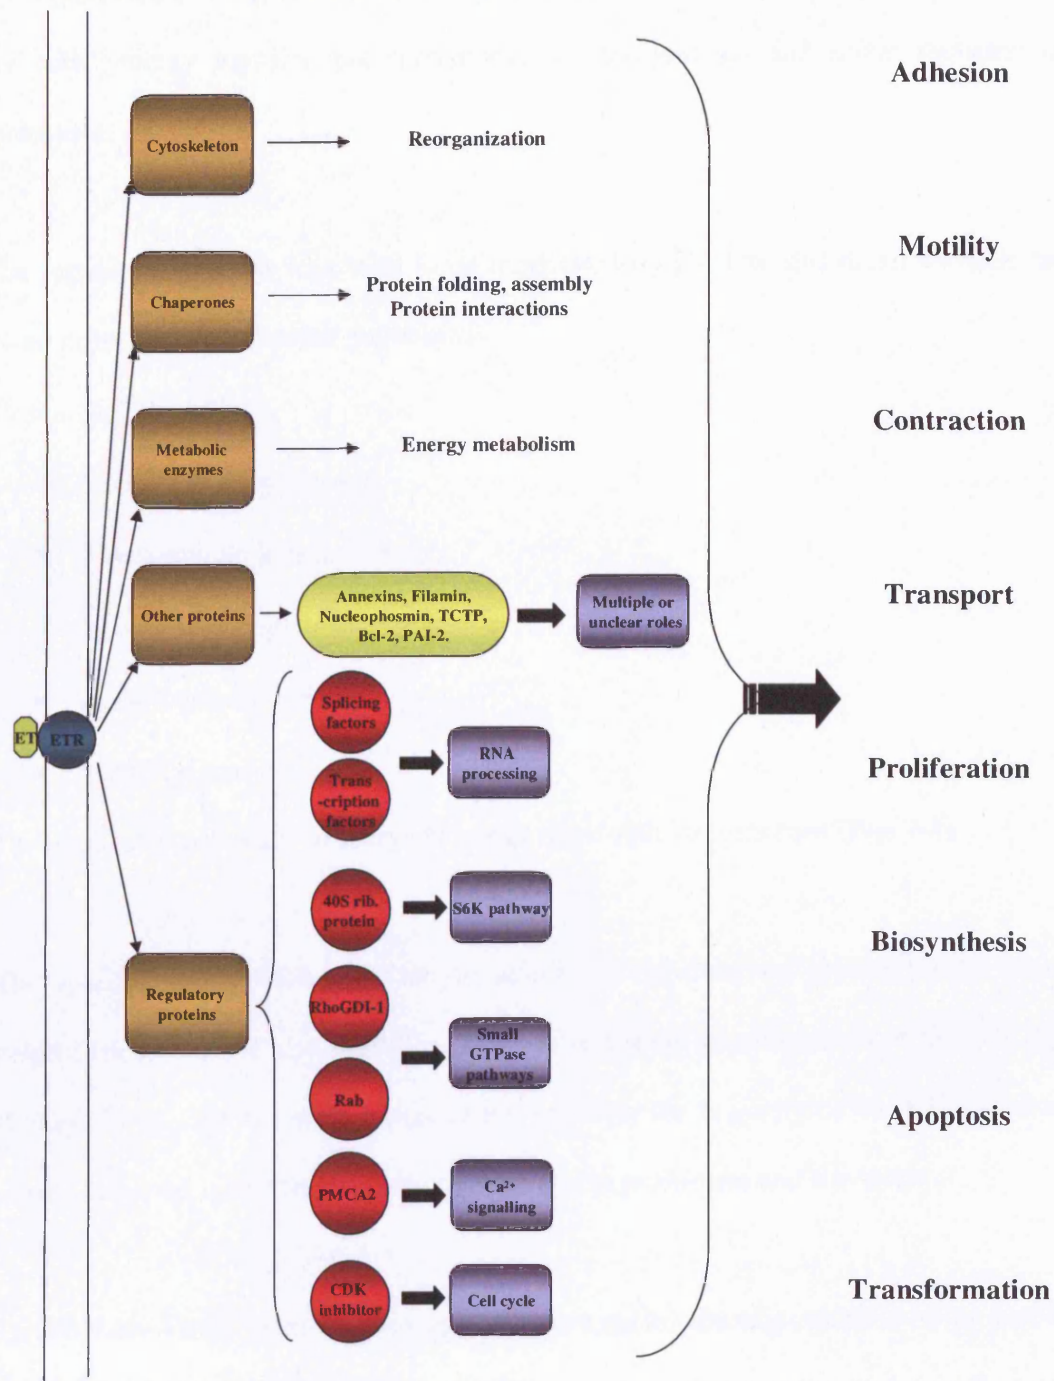 Adhesion
Cytoskeleton
Reorganization
Motility
Chaperones
Protein folding, assembly
Protein interactions
Contraction
Metabolic
enzymes
Energy metabolism
Transport
Other proteins
Annexins, Filamin,
Nucleophosmin, TCTP,
Bcl-2, PAI-2.
Multiple or
unclear roles
ET
ETR
Splicing
factors
Trans
-cription
factors
RNA
processing
Proliferation
40S rib.
protein
S6K pathway
Biosynthesis
Regulatory
proteins
RhoGDI-1
Rab
Small
GTPase
pathways
Apoptosis
PMCA2
Ca²⁺
signalling
CDK
inhibitor
Cell cycle
Transformation